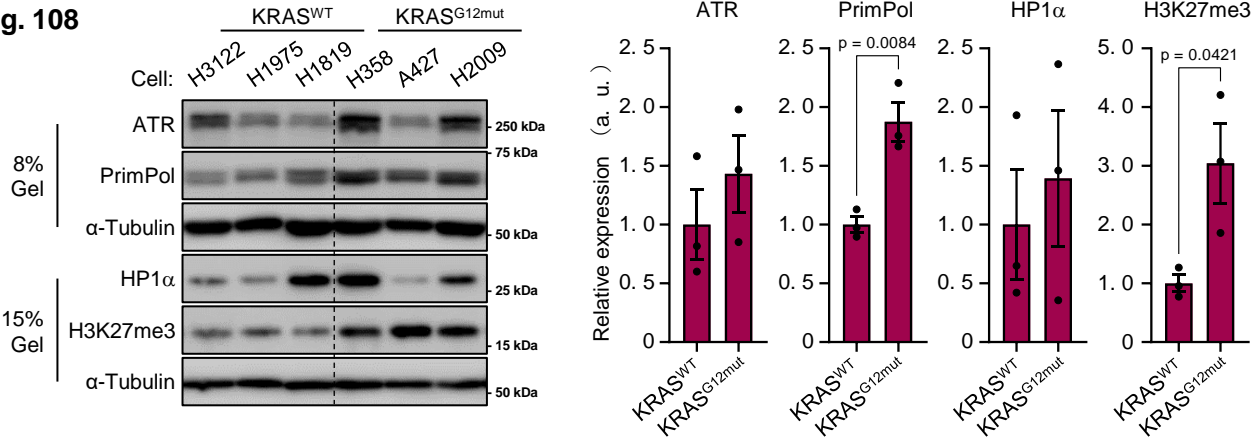 g. 108
KRASWT KRASG12mut
Cell: H3122 H1975 H1819 H358 A427 H2009
8% Gel
ATR
250 kDa
75 kDa
PrimPol
α-Tubulin
50 kDa
15% Gel
HP1α
25 kDa
H3K27me3
15 kDa
α-Tubulin
50 kDa
Relative expression (a. u.)
ATR
2.5
2.0
1.5
1.0
0.5
0
KRASWT
KRASG12mut
PrimPol
p = 0.0084
2.5
2.0
1.5
1.0
0.5
0
KRASWT
KRASG12mut
HP1α
2.5
2.0
1.5
1.0
0.5
0
KRASWT
KRASG12mut
H3K27me3
p = 0.0421
5.0
4.0
3.0
2.0
1.0
0
KRASWT
KRASG12mut